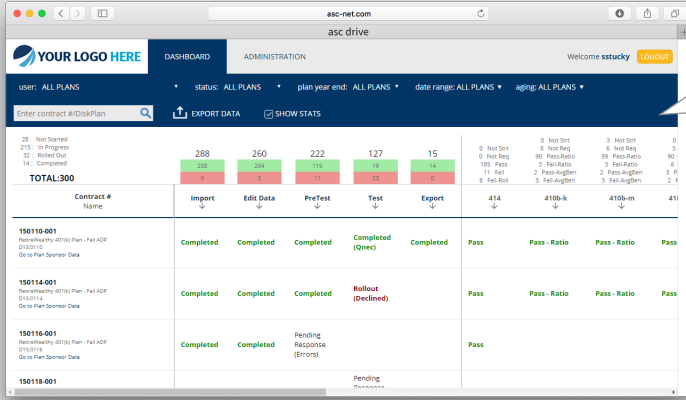 asc-net.com
asc drive
YOUR LOGO HERE
DASHBOARD
ADMINISTRATION
Welcome sstucky
LOGOUT
user: ALL PLANS
status: ALL PLANS
plan year end: ALL PLANS
date range: ALL PLANS
aging: ALL PLANS
Enter contract #/DiskPlan
EXPORT DATA
SHOW STATS
28 : Not Started
215 : In Progress
32 : Rolled Out
14 : Completed
TOTAL:300
288 260 222 127 15
258 204 119 19 14
0 3 11 23 0
0 Not Strt
0 Not Req
185 Pass
11 Fail
8 Fail-Roll
0 Not Strt
8 Not Req
90 Pass-Ratio
3 Fail-Ratio
2 Pass-AvgBen
3 Fail-AvgBen
3 Not Strt
6 Not Req
89 Pass-Ratio
3 Fail-Ratio
2 Pass-AvgBen
3 Fail-AvgBen
Contract #
Name
Import
Edit Data
PreTest
Test
Export
414
410b-k
410b-m
150110-001
RetireWealthy 401(k) Plan - Fail ADP
D15:0110
Go to Plan Sponsor Data
Completed
Completed
Completed
Completed
(Qnec)
Completed
Pass
Pass - Ratio
Pass - Ratio
Pass
150114-001
RetireWealthy 401(k) Plan - Fail ADP
D15:0114
Go to Plan Sponsor Data
Completed
Completed
Completed
Rollout
(Declined)
Pass
Pass - Ratio
Pass - Ratio
Pass
150116-001
RetireWealthy 401(k) Plan - Fail ADP
D15:0116
Go to Plan Sponsor Data
Completed
Completed
Pending
Response
(Errors)
Pass
150118-001
Pending